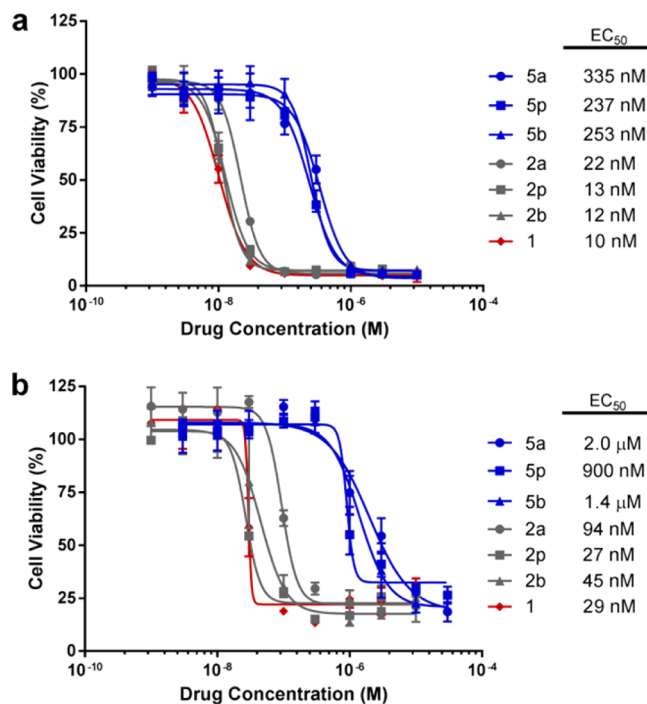 a
125
100
75
50
25
0
Cell Viability (%)
10-10
10-8
10-6
10-4
Drug Concentration (M)
EC50
5a 335 nM
5p 237 nM
5b 253 nM
2a 22 nM
2p 13 nM
2b 12 nM
1 10 nM
b
125
100
75
50
25
0
Cell Viability (%)
10-10
10-8
10-6
10-4
Drug Concentration (M)
EC50
5a 2.0 µM
5p 900 nM
5b 1.4 µM
2a 94 nM
2p 27 nM
2b 45 nM
1 29 nM